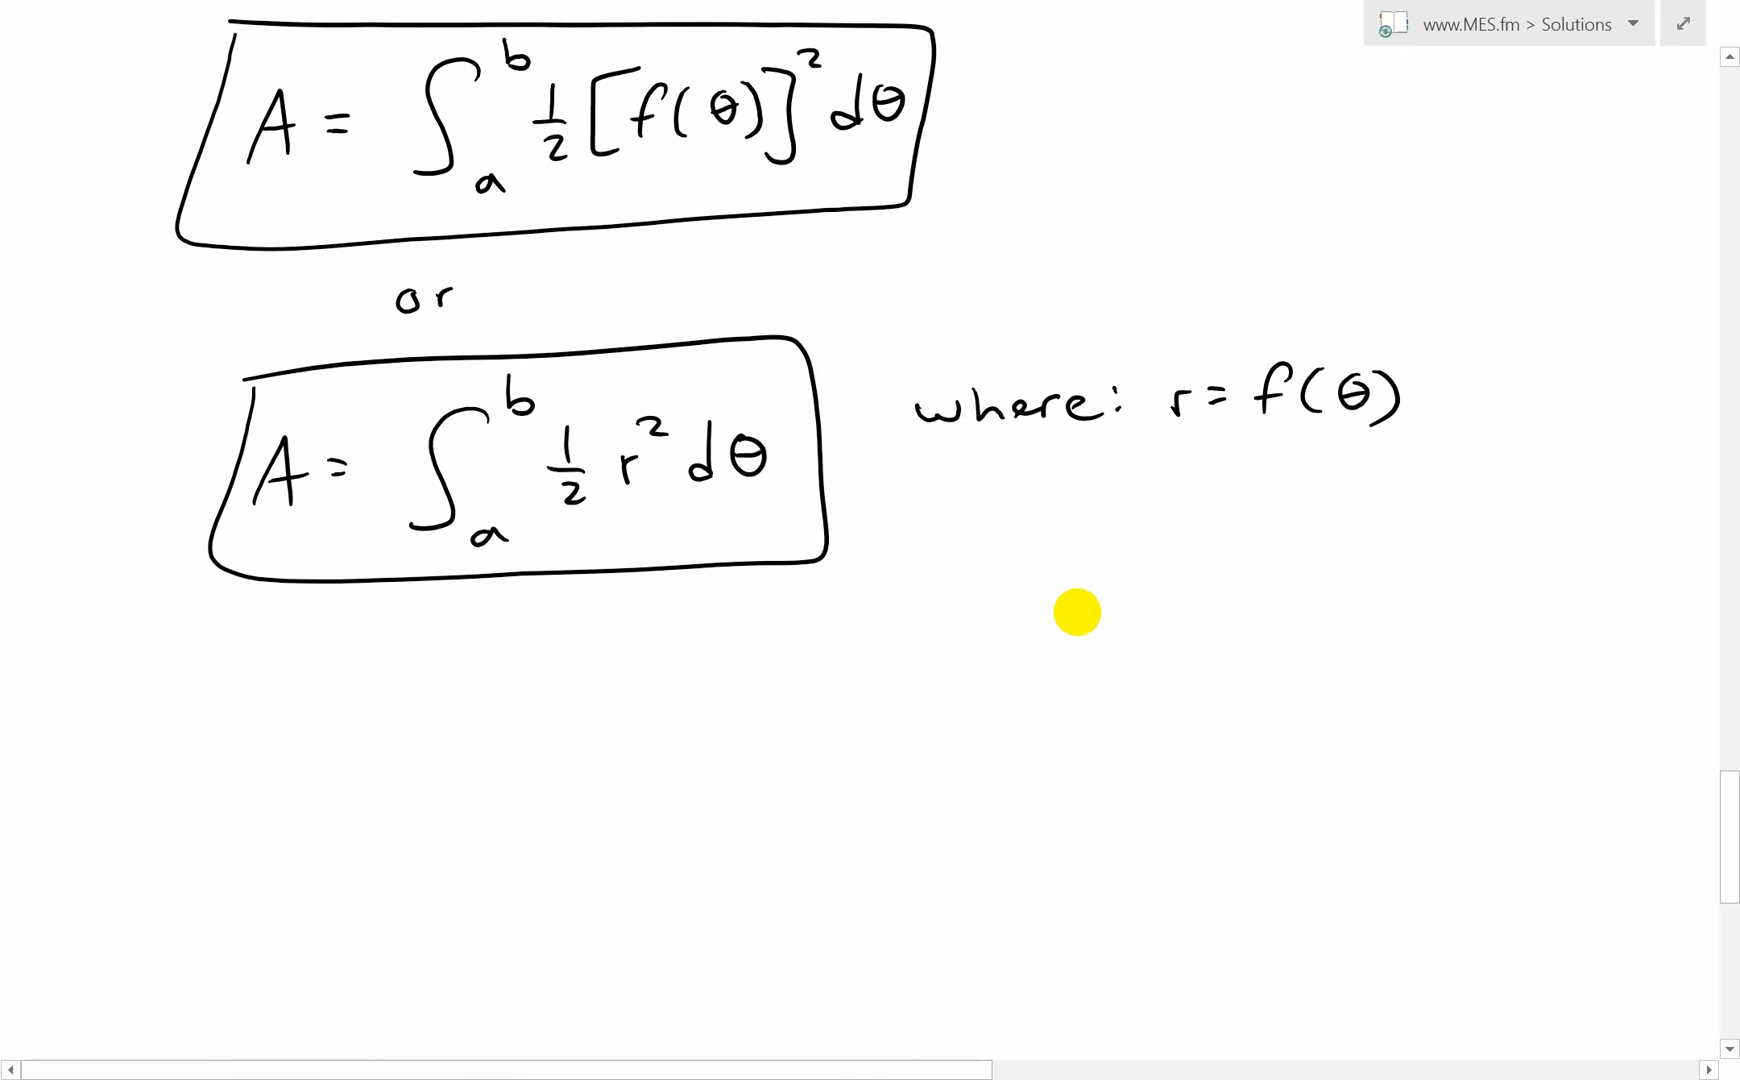 www.MES.fm > Solutions
A = ∫_a^b 1/2 [f(θ)]² dθ
or
A = ∫_a^b 1/2 r² dθ
where: r = f(θ)